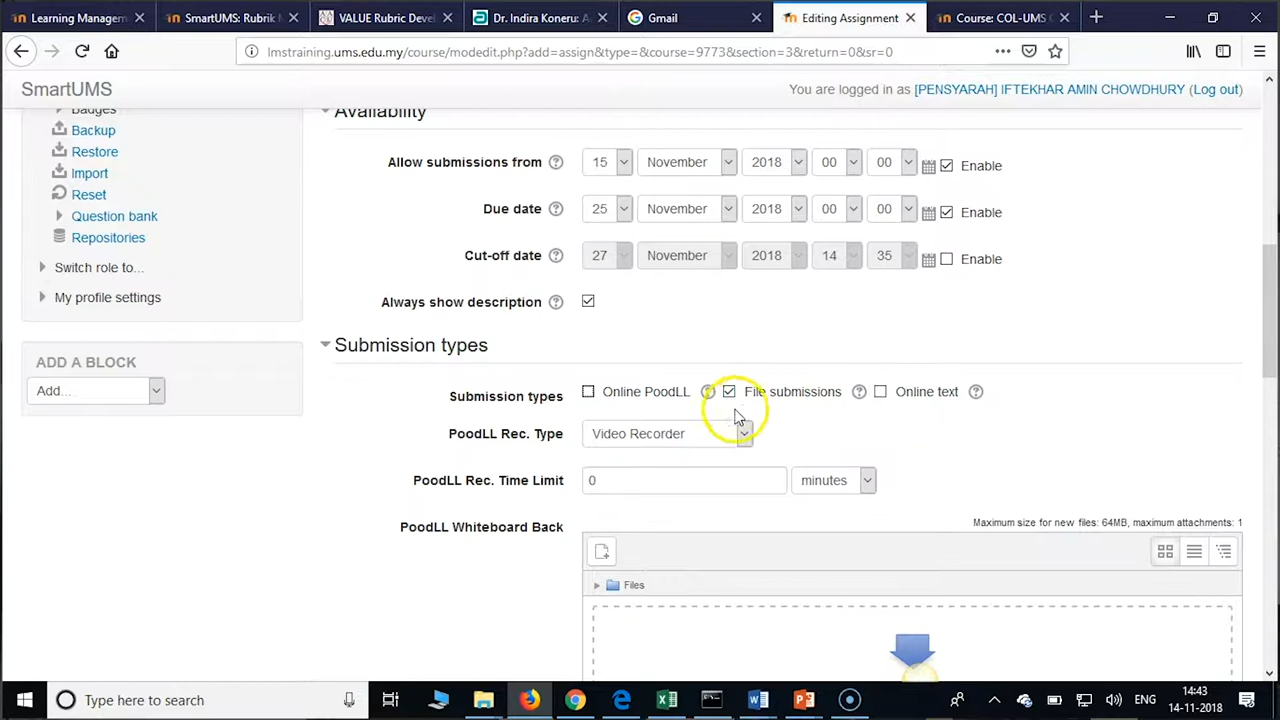 Learning Manageme
SmartUMS: Rubrik M
VALUE Rubric Devel
Dr. Indira Koneru: A
Gmail
Editing Assignment
Course: COL-UMS C
lmstraining.ums.edu.my/course/modedit.php?add=assign&type=&course=9773&section=3&return=0&sr=0
SmartUMS
You are logged in as [PENSYARAH] IFTEKHAR AMIN CHOWDHURY (Log out)
Badges
Backup
Restore
Import
Reset
Question bank
Repositories
Switch role to...
My profile settings
ADD A BLOCK
Add...
Availability
Allow submissions from 15 November 2018 00 00 Enable
Due date 25 November 2018 00 00 Enable
Cut-off date 27 November 2018 14 35 Enable
Always show description
Submission types
Submission types Online PoodLL File submissions Online text
PoodLL Rec. Type Video Recorder
PoodLL Rec. Time Limit 0 minutes
PoodLL Whiteboard Back
Maximum size for new files: 64MB, maximum attachments: 1
Files
Type here to search
ENG
14:43
14-11-2018